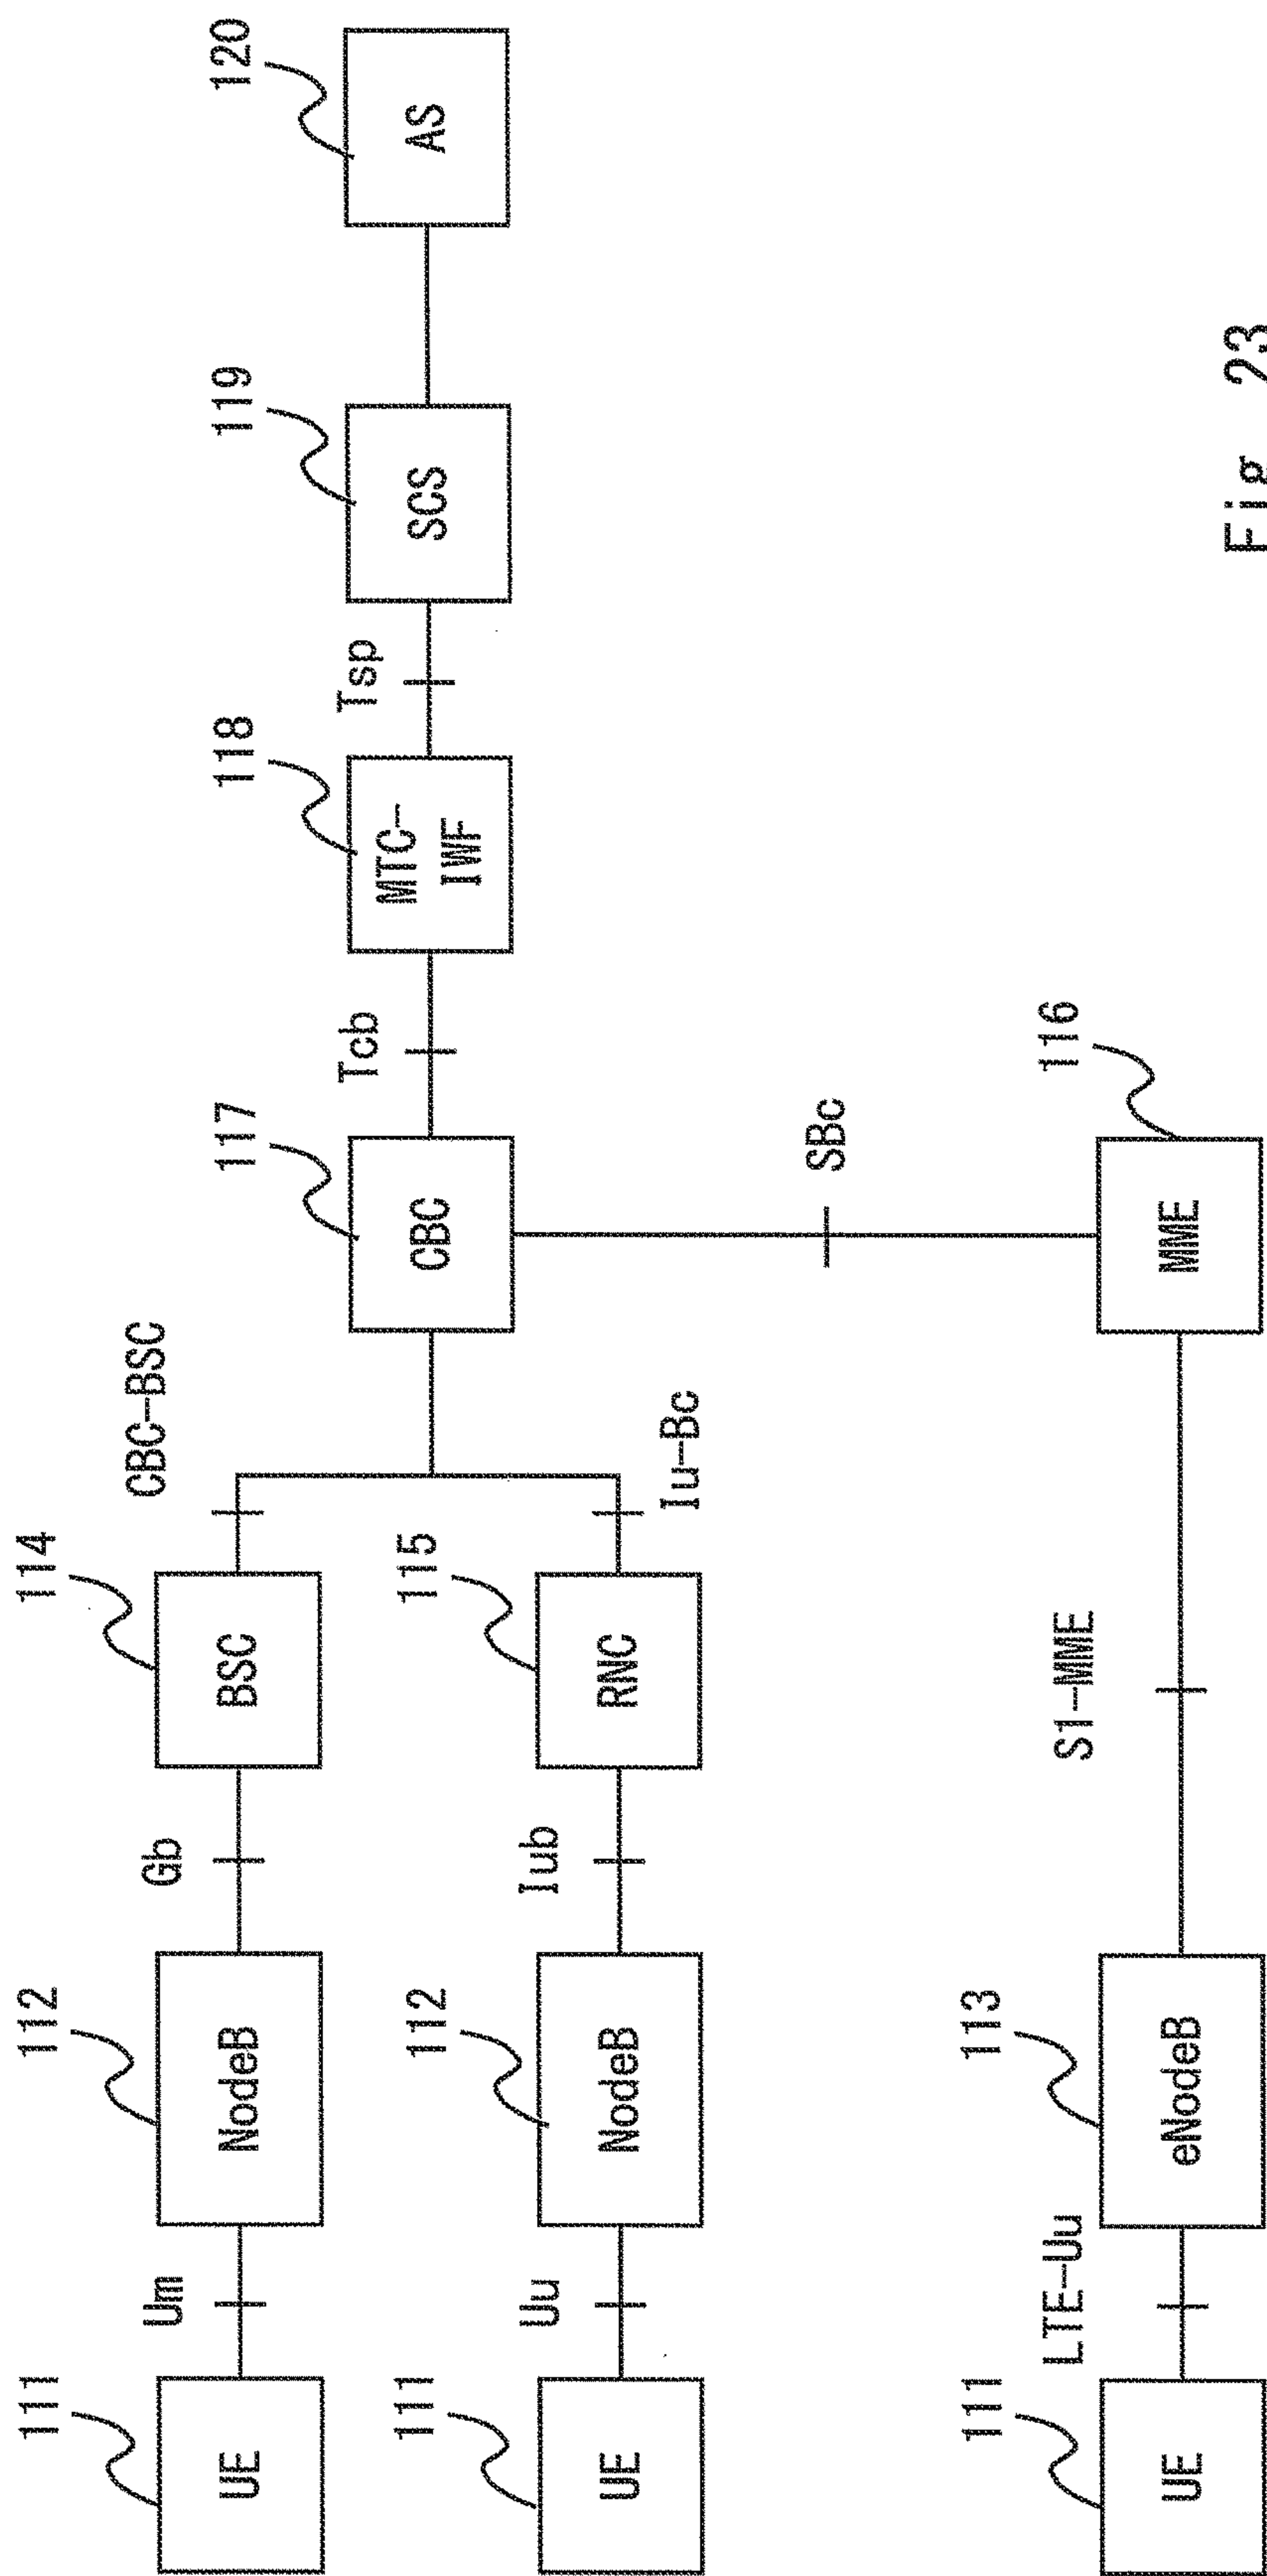 111
UE
Um
112
NodeB
Gb
114
BSC
CBC-BSC
111
UE
Uu
112
NodeB
Iub
115
RNC
Iu-Bc
117
CBC
Tcb
118
MTC-
IWF
Tsp
119
SCS
120
AS
SBc
111
UE
LTE-Uu
113
eNodeB
S1-MME
116
MME
Fig. 23